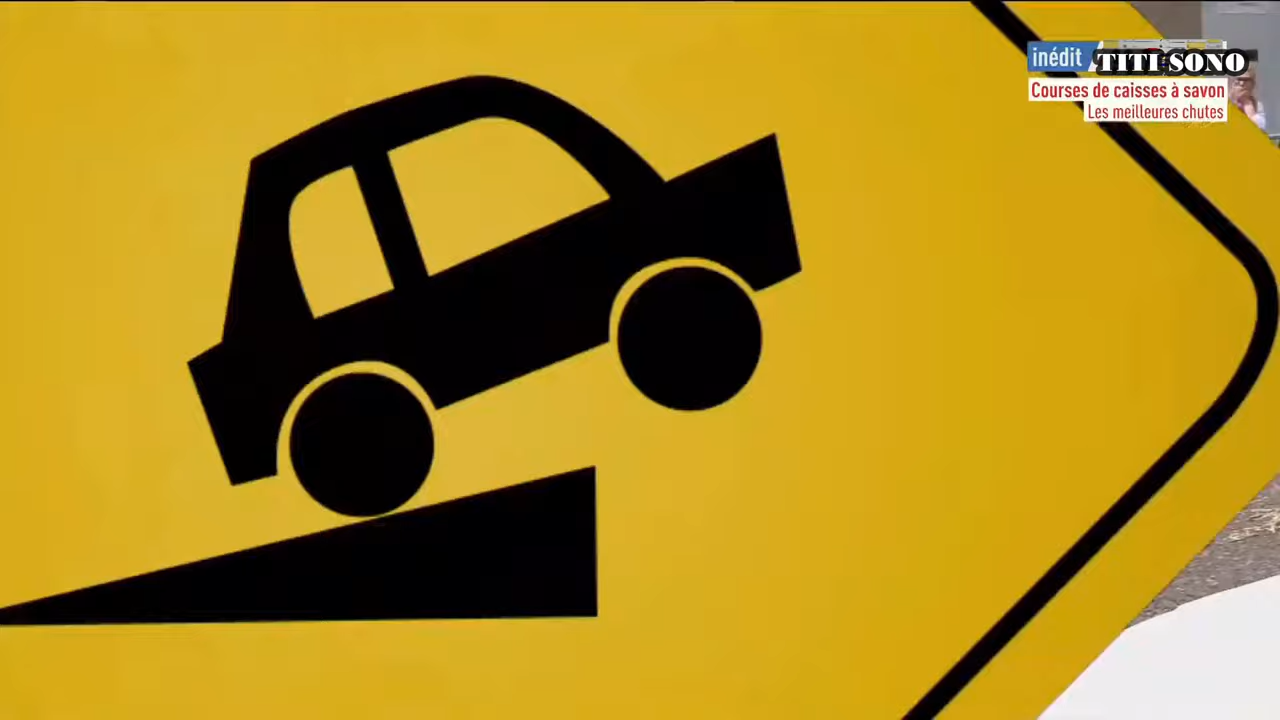 inédit TITI SONO
Courses de caisses à savon
Les meilleures chutes